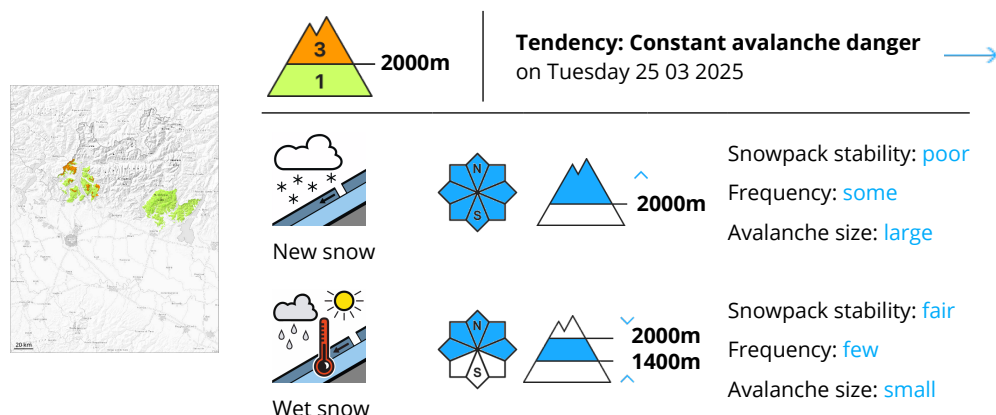 3
2000m
1
Tendency: Constant avalanche danger
on Tuesday 25 03 2025
20 km
N
S
2000m
New snow
Snowpack stability: poor
Frequency: some
Avalanche size: large
N
S
2000m
1400m
Wet snow
Snowpack stability: fair
Frequency: few
Avalanche size: small